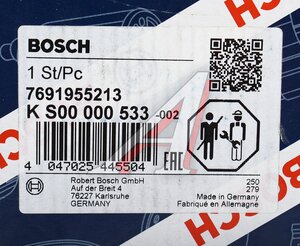 BOSCH
1 St/Pc
7691955213
K S00 000 533 -002
4 047025 445504
EAC
Robert Bosch GmbH
Auf der Breit 4
76227 Karlsruhe
GERMANY
250
279
Made in Germany
Fabriqué en Allemagne